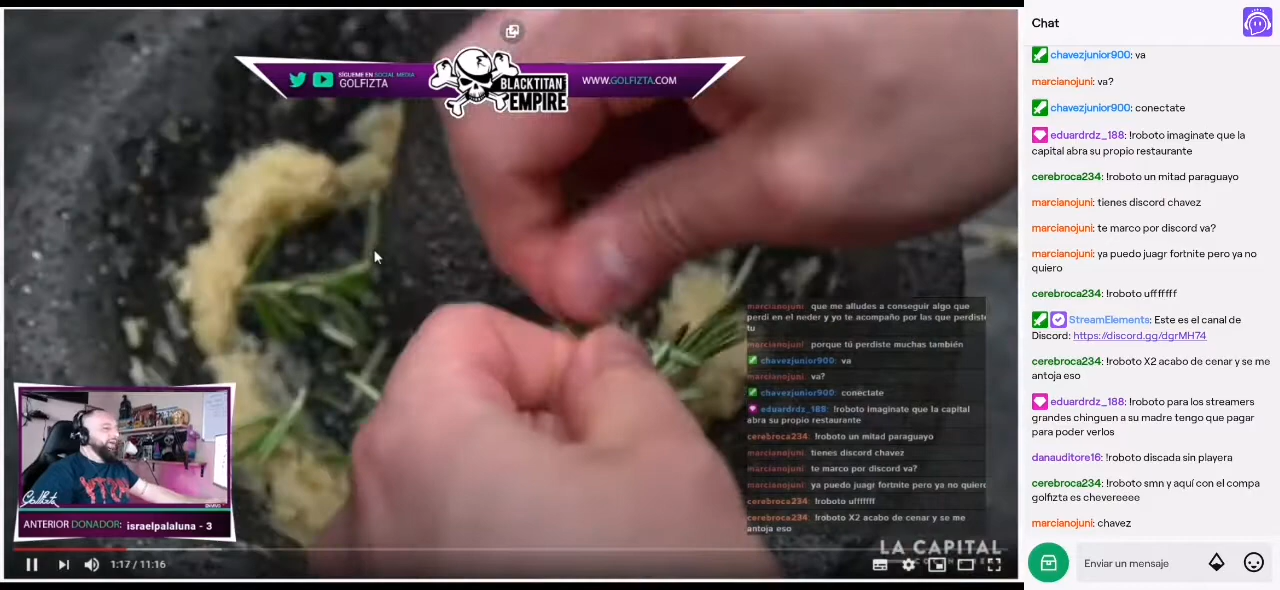 SÍGUEME EN SOCIAL MEDIA
GOLFIZTA
BLACKTITAN
EMPIRE
WWW.GOLFIZTA.COM
marcianojuni: que me alludes a conseguir algo que
perdi en el neder y yo te acompaño por las que perdiste
tu
marcianojuni: porque tú perdiste muchas también
chavezjunior900: va
marcianojuni: va?
chavezjunior900: conectate
eduardrdz_188: !roboto imaginate que la capital
abra su propio restaurante
cerebroca234: !roboto un mitad paraguayo
marcianojuni: tienes discord chavez
marcianojuni: te marco por discord va?
marcianojuni: ya puedo juagr fortnite pero ya no quiero
cerebroca234: !roboto ufffffff
cerebroca234: !roboto X2 acabo de cenar y se me
antoja eso
Golfizta
ANTERIOR DONADOR: israelpalaluna - 3
LA CAPITAL
1:17 / 11:16
Chat
chavezjunior900: va
marcianojuni: va?
chavezjunior900: conectate
eduardrdz_188: !roboto imaginate que la
capital abra su propio restaurante
cerebroca234: !roboto un mitad paraguayo
marcianojuni: tienes discord chavez
marcianojuni: te marco por discord va?
marcianojuni: ya puedo juagr fortnite pero ya no
quiero
cerebroca234: !roboto ufffffff
StreamElements: Este es el canal de
Discord: https://discord.gg/dgrMH74
cerebroca234: !roboto X2 acabo de cenar y se me
antoja eso
eduardrdz_188: !roboto para los streamers
grandes chinguen a su madre tengo que pagar
para poder verlos
danauditore16: !roboto discada sin playera
cerebroca234: !roboto smn y aquí con el compa
golfizta es chevereeee
marcianojuni: chavez
Enviar un mensaje